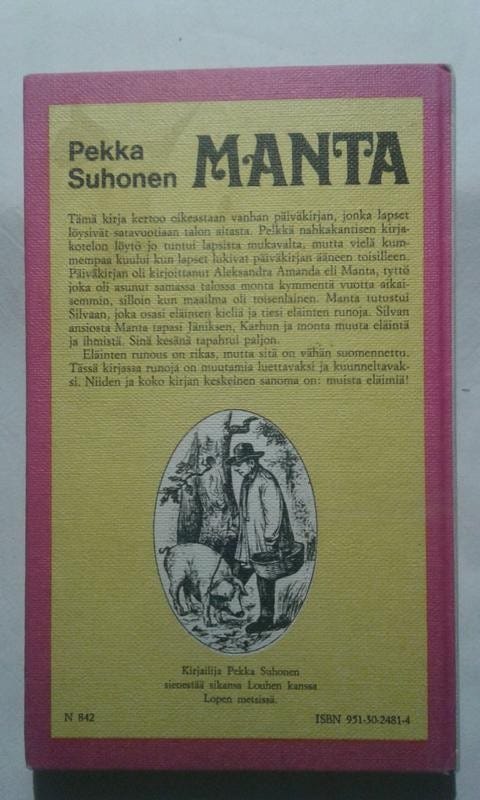 Pekka
Suhonen
MANTA
Tämä kirja kertoo oikeastaan vanhan päiväkirjan, jonka lapset
löysivät satavuotiaan talon aitasta. Pelkkä nahkakantisen kirja-
kotelon löytö jo tuntui lapsista mukavalta, mutta vielä kum-
mempaa kuului kun lapset lukivat päiväkirjan ääneen toisilleen.
Päiväkirjan oli kirjoittanut Aleksandra Amanda eli Manta, tyttö
joka oli asunut samassa talossa monta kymmentä vuotta aikai-
semmin, silloin kun maailma oli toisenlainen. Manta tutustui
Silvaan, joka osasi eläinten kieliä ja tiesi eläinten runoja. Silvan
ansiosta Manta tapasi Jäniksen, Karhun ja monta muuta eläintä
ja ihmistä. Sinä kesänä tapahtui paljon.
Eläinten runous on rikas, mutta sitä on vähän suomennettu.
Tässä kirjassa runoja on muutamia luettavaksi ja kuunneltavak-
si. Niiden ja koko kirjan keskeinen sanoma on: muista eläimiä!
Kirjailija Pekka Suhonen
sienestää sikansa Louhen kanssa
Lopen metsissä.
N 842
ISBN 951-30-2481-4